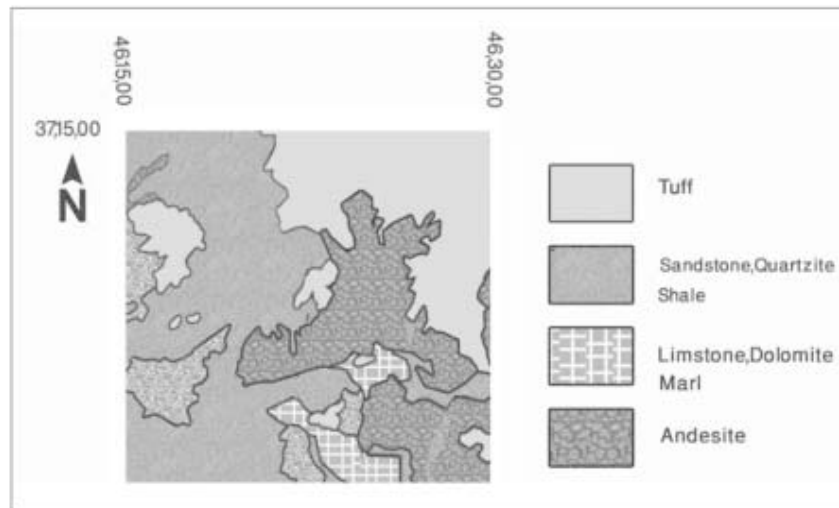 46,15,00
46,30,00
37,15,00
N
Tuff
Sandstone,Quartzite
Shale
Limstone,Dolomite
Marl
Andesite